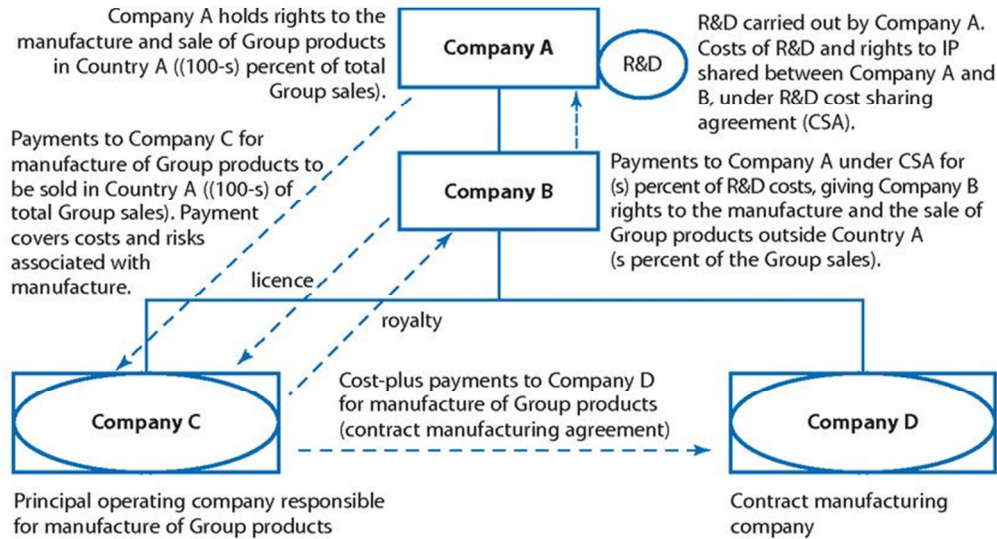 Company A holds rights to the
manufacture and sale of Group products
in Country A ((100-s) percent of total
Group sales).
Company A
R&D
R&D carried out by Company A.
Costs of R&D and rights to IP
shared between Company A and
B, under R&D cost sharing
agreement (CSA).
Payments to Company C for
manufacture of Group products to
be sold in Country A ((100-s) of
total Group sales). Payment
covers costs and risks
associated with
manufacture.
Company B
Payments to Company A under CSA for
(s) percent of R&D costs, giving Company B
rights to the manufacture and the sale of
Group products outside Country A
(s percent of the Group sales).
licence
royalty
Company C
Cost-plus payments to Company D
for manufacture of Group products
(contract manufacturing agreement)
Company D
Principal operating company responsible
for manufacture of Group products
Contract manufacturing
company